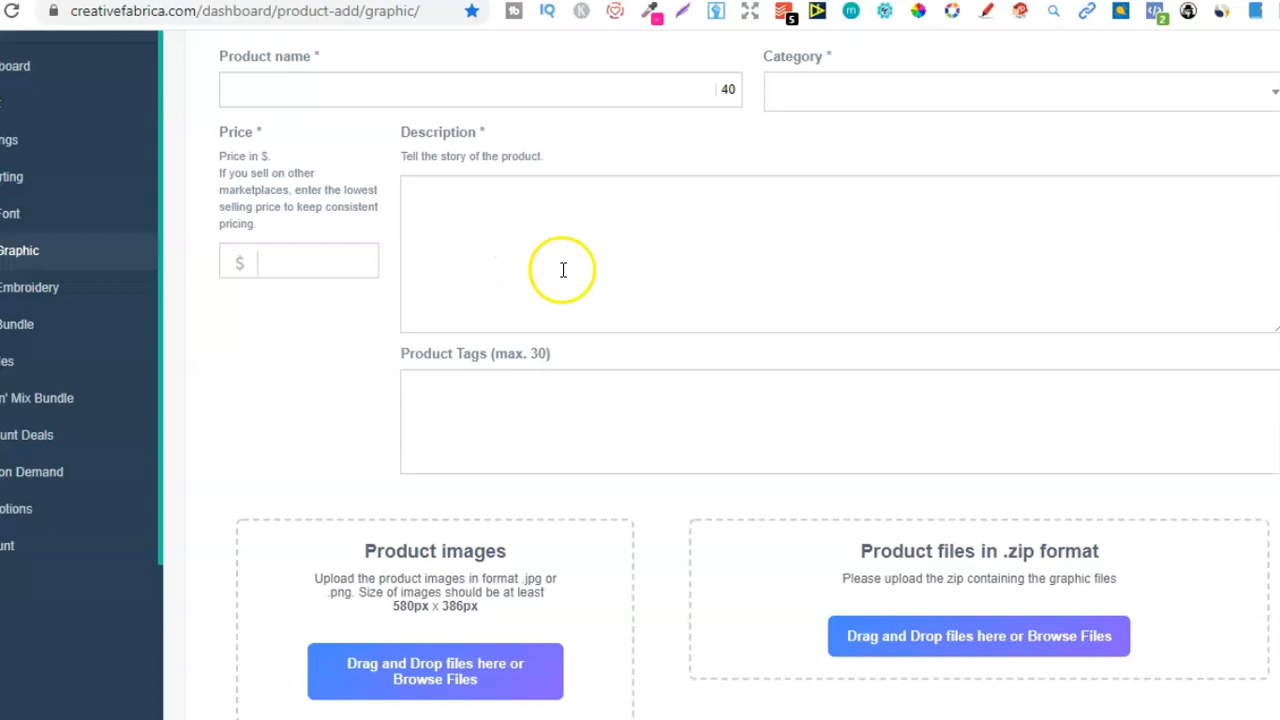 creativefabrica.com/dashboard/product-add/graphic/
5
2
board
ngs
rting
Font
Graphic
Embroidery
Bundle
les
n' Mix Bundle
unt Deals
on Demand
otions
unt
Product name *
40
Category *
Price *
Price in $.
If you sell on other
marketplaces, enter the lowest
selling price to keep consistent
pricing.
$
Description *
Tell the story of the product.
Product Tags (max. 30)
Product images
Upload the product images in format .jpg or
.png. Size of images should be at least
580px x 386px
Drag and Drop files here or
Browse Files
Product files in .zip format
Please upload the zip containing the graphic files
Drag and Drop files here or Browse Files